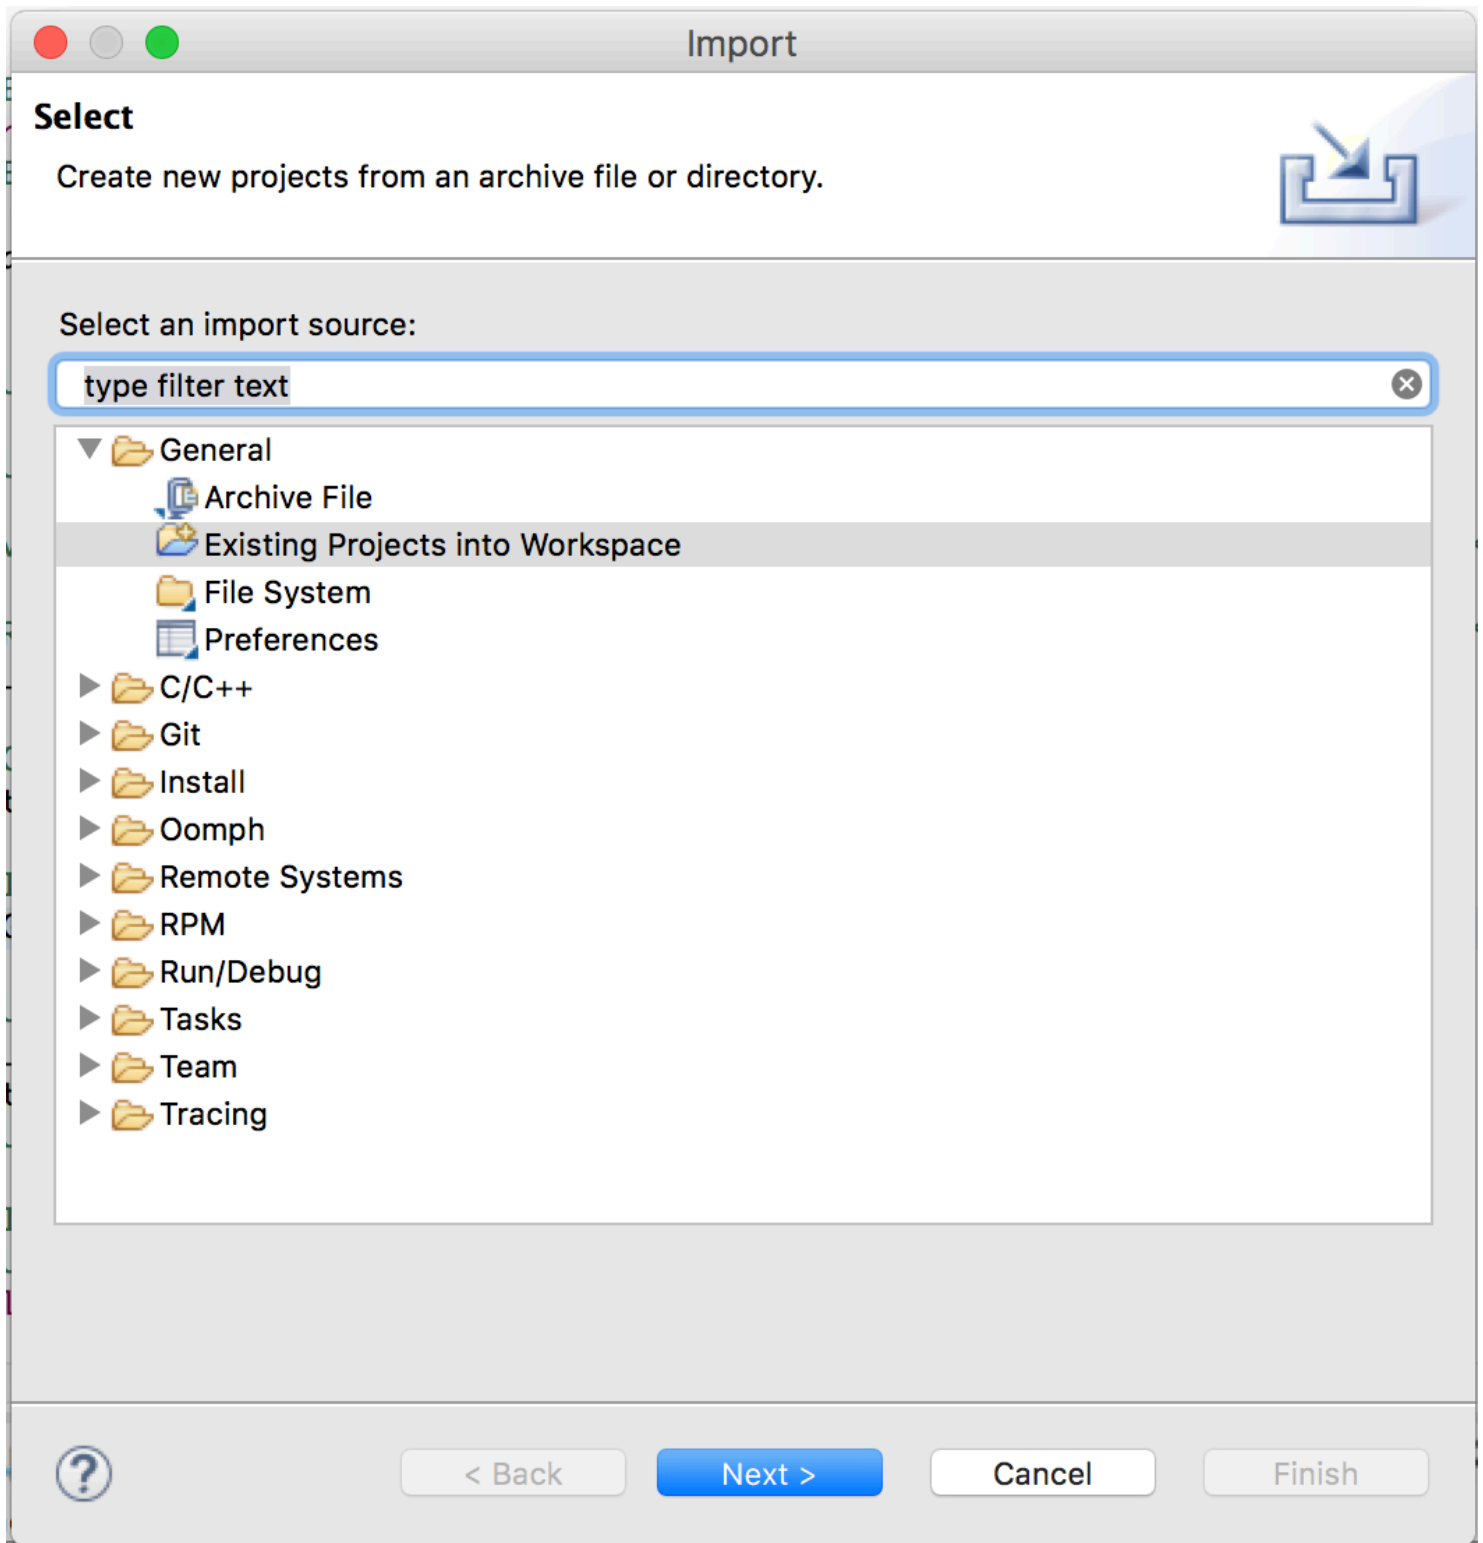 Import
Select
Create new projects from an archive file or directory.
Select an import source:
type filter text
General
Archive File
Existing Projects into Workspace
File System
Preferences
C/C++
Git
Install
Oomph
Remote Systems
RPM
Run/Debug
Tasks
Team
Tracing
? < Back Next > Cancel Finish